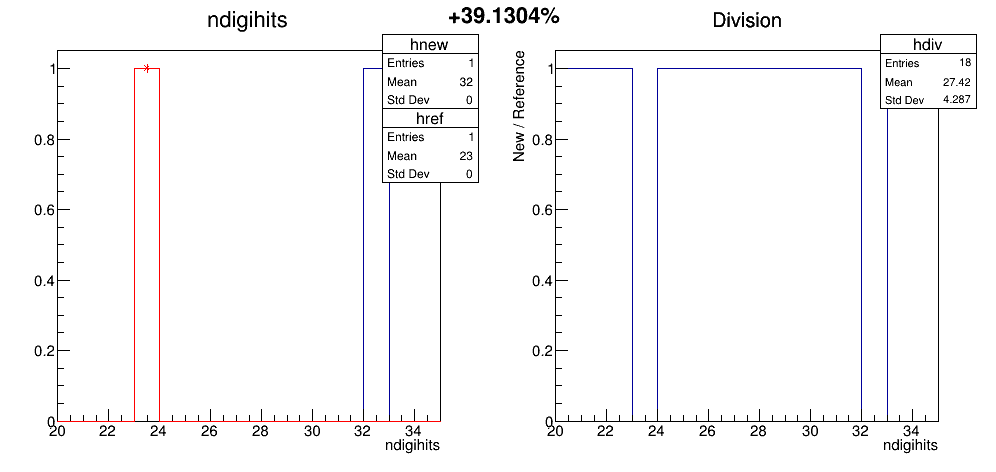 +39.1304%
ndigihits
hnew
Entries 1
Mean 32
Std Dev 0
href
Entries 1
Mean 23
Std Dev 0
1
0.8
0.6
0.4
0.2
0
20 22 24 26 28 30 32 34
ndigihits
Division
hdiv
Entries 18
Mean 27.42
Std Dev 4.287
New / Reference
1
0.8
0.6
0.4
0.2
0
20 22 24 26 28 30 32 34
ndigihits